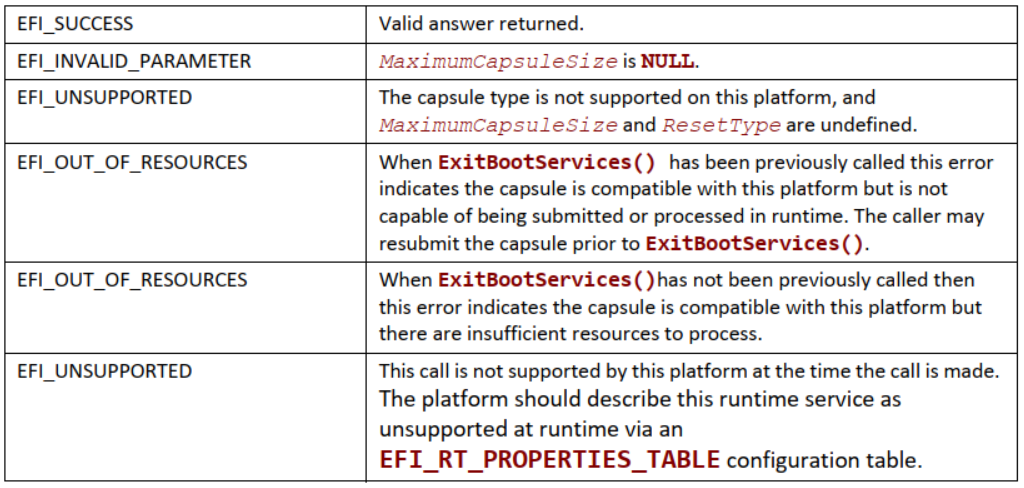 EFI_SUCCESS
Valid answer returned.
EFI_INVALID_PARAMETER
MaximumCapsuleSize is NULL.
EFI_UNSUPPORTED
The capsule type is not supported on this platform, and
MaximumCapsuleSize and ResetType are undefined.
EFI_OUT_OF_RESOURCES
When ExitBootServices() has been previously called this error
indicates the capsule is compatible with this platform but is not
capable of being submitted or processed in runtime. The caller may
resubmit the capsule prior to ExitBootServices().
EFI_OUT_OF_RESOURCES
When ExitBootServices()has not been previously called then
this error indicates the capsule is compatible with this platform but
there are insufficient resources to process.
EFI_UNSUPPORTED
This call is not supported by this platform at the time the call is made.
The platform should describe this runtime service as
unsupported at runtime via an
EFI_RT_PROPERTIES_TABLE configuration table.